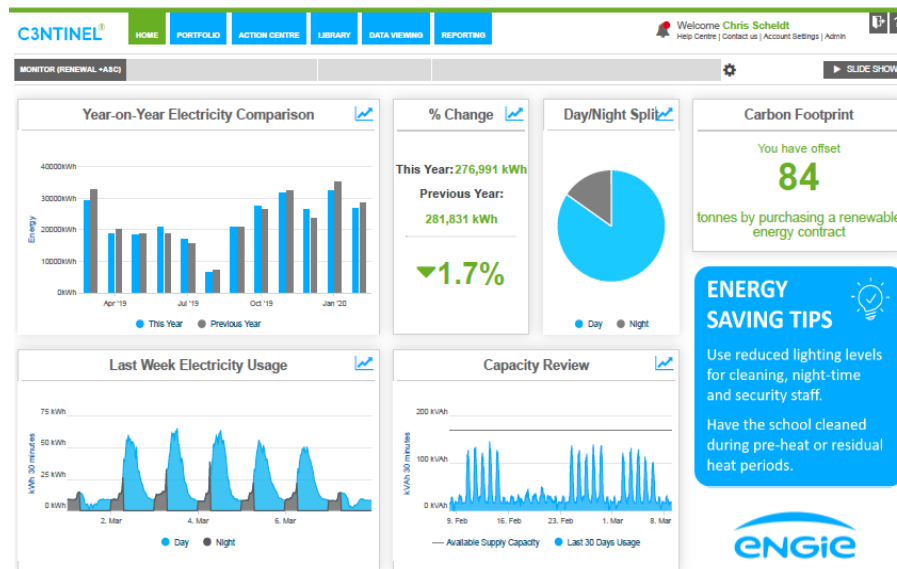 C3NTINEL®
HOME
PORTFOLIO
ACTION CENTRE
LIBRARY
DATA VIEWING
REPORTING
Welcome Chris Scheldt
Help Centre | Contact us | Account Settings | Admin
MONITOR (RENEWAL +ASC)
SLIDE SHOW
Year-on-Year Electricity Comparison
40000kWh
30000kWh
20000kWh
10000kWh
0kWh
Energy
Apr '19
Jul '19
Oct '19
Jan '20
This Year
Previous Year
% Change
This Year: 276,991 kWh
Previous Year:
281,831 kWh
1.7%
Day/Night Split
Day
Night
Carbon Footprint
You have offset
84
tonnes by purchasing a renewable
energy contract
ENERGY
SAVING TIPS
Use reduced lighting levels
for cleaning, night-time
and security staff.
Have the school cleaned
during pre-heat or residual
heat periods.
Last Week Electricity Usage
75 kWh
50 kWh
25 kWh
0 kWh
kWh 30 minutes
2. Mar
4. Mar
6. Mar
Day
Night
Capacity Review
200 kVAh
100 kVAh
0 kVAh
kVAh 30 minutes
9. Feb
16. Feb
23. Feb
1. Mar
8. Mar
Available Supply Capacity
Last 30 Days Usage
ENGIE